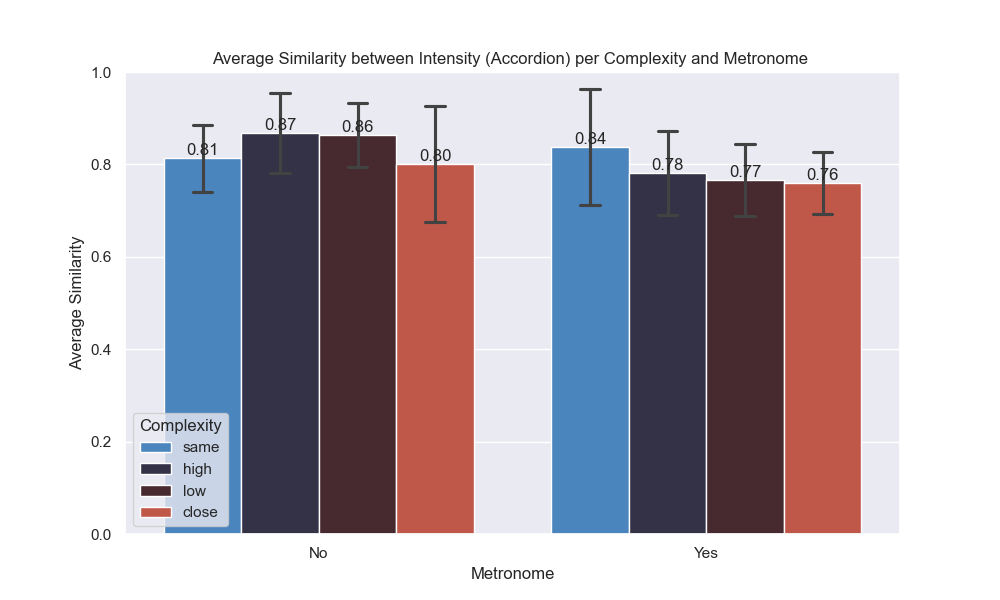 Average Similarity between Intensity (Accordion) per Complexity and Metronome
Average Similarity
1.0
0.8
0.6
0.4
0.2
0.0
0.81
0.87
0.86
0.80
0.84
0.78
0.77
0.76
Complexity
same
high
low
close
No
Yes
Metronome